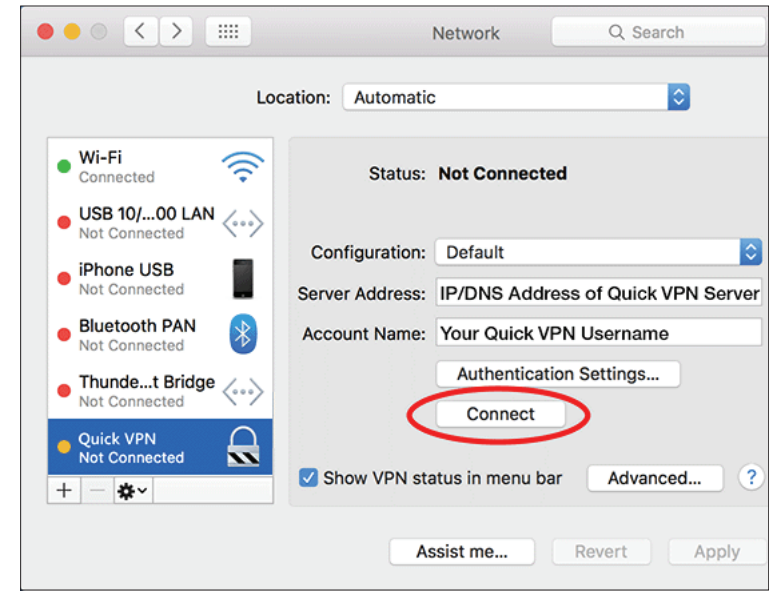 Network
Search
Location: Automatic
Wi-Fi
Connected
USB 10/...00 LAN
Not Connected
iPhone USB
Not Connected
Bluetooth PAN
Not Connected
Thunde...t Bridge
Not Connected
Quick VPN
Not Connected
Status: Not Connected
Configuration: Default
Server Address: IP/DNS Address of Quick VPN Server
Account Name: Your Quick VPN Username
Authentication Settings...
Connect
Show VPN status in menu bar
Advanced...
?
Assist me...
Revert
Apply